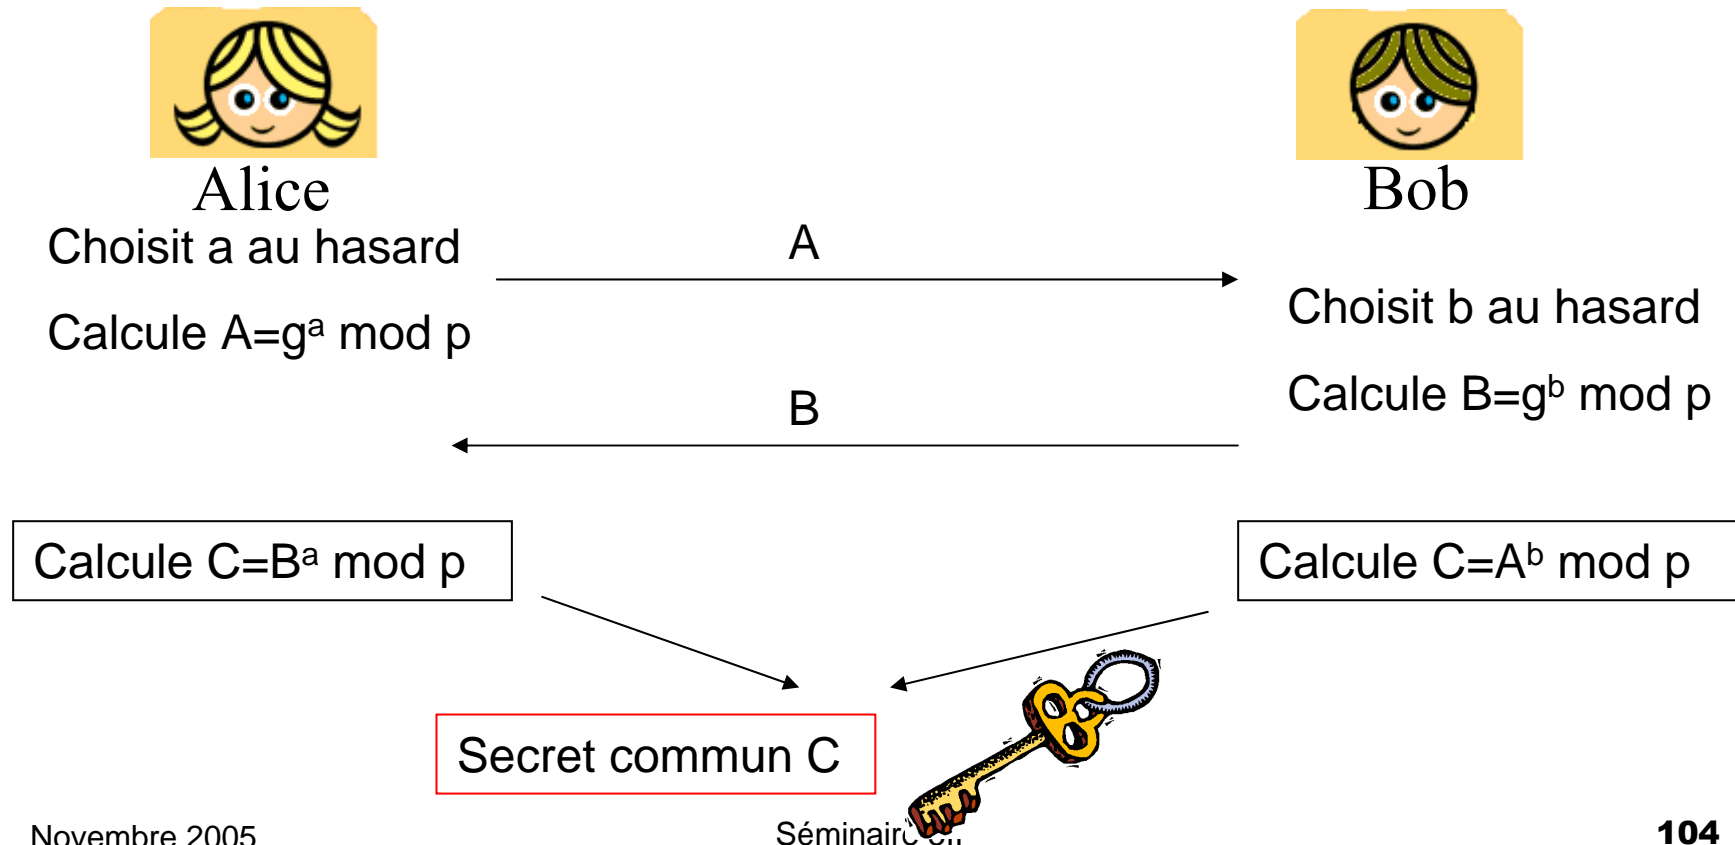 Alice
Bob
Choisit a au hasard
A
Calcule A=gᵃ mod p
Choisit b au hasard
Calcule B=gᵇ mod p
B
Calcule C=Bᵃ mod p
Calcule C=Aᵇ mod p
Secret commun C
Novembre 2005
104